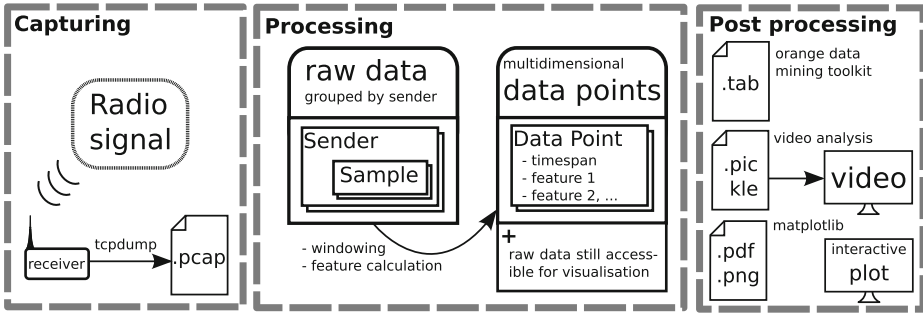 Capturing
Radio
signal
tcpdump
receiver
.pcap
Processing
raw data
grouped by sender
Sender
Sample
- windowing
- feature calculation
multidimensional
data points
Data Point
- timespan
- feature 1
- feature 2, ...
+
raw data still access-
ible for visualisation
Post processing
.tab
orange data
mining toolkit
.pic
kle
video analysis
video
.pdf
.png
matplotlib
interactive
plot